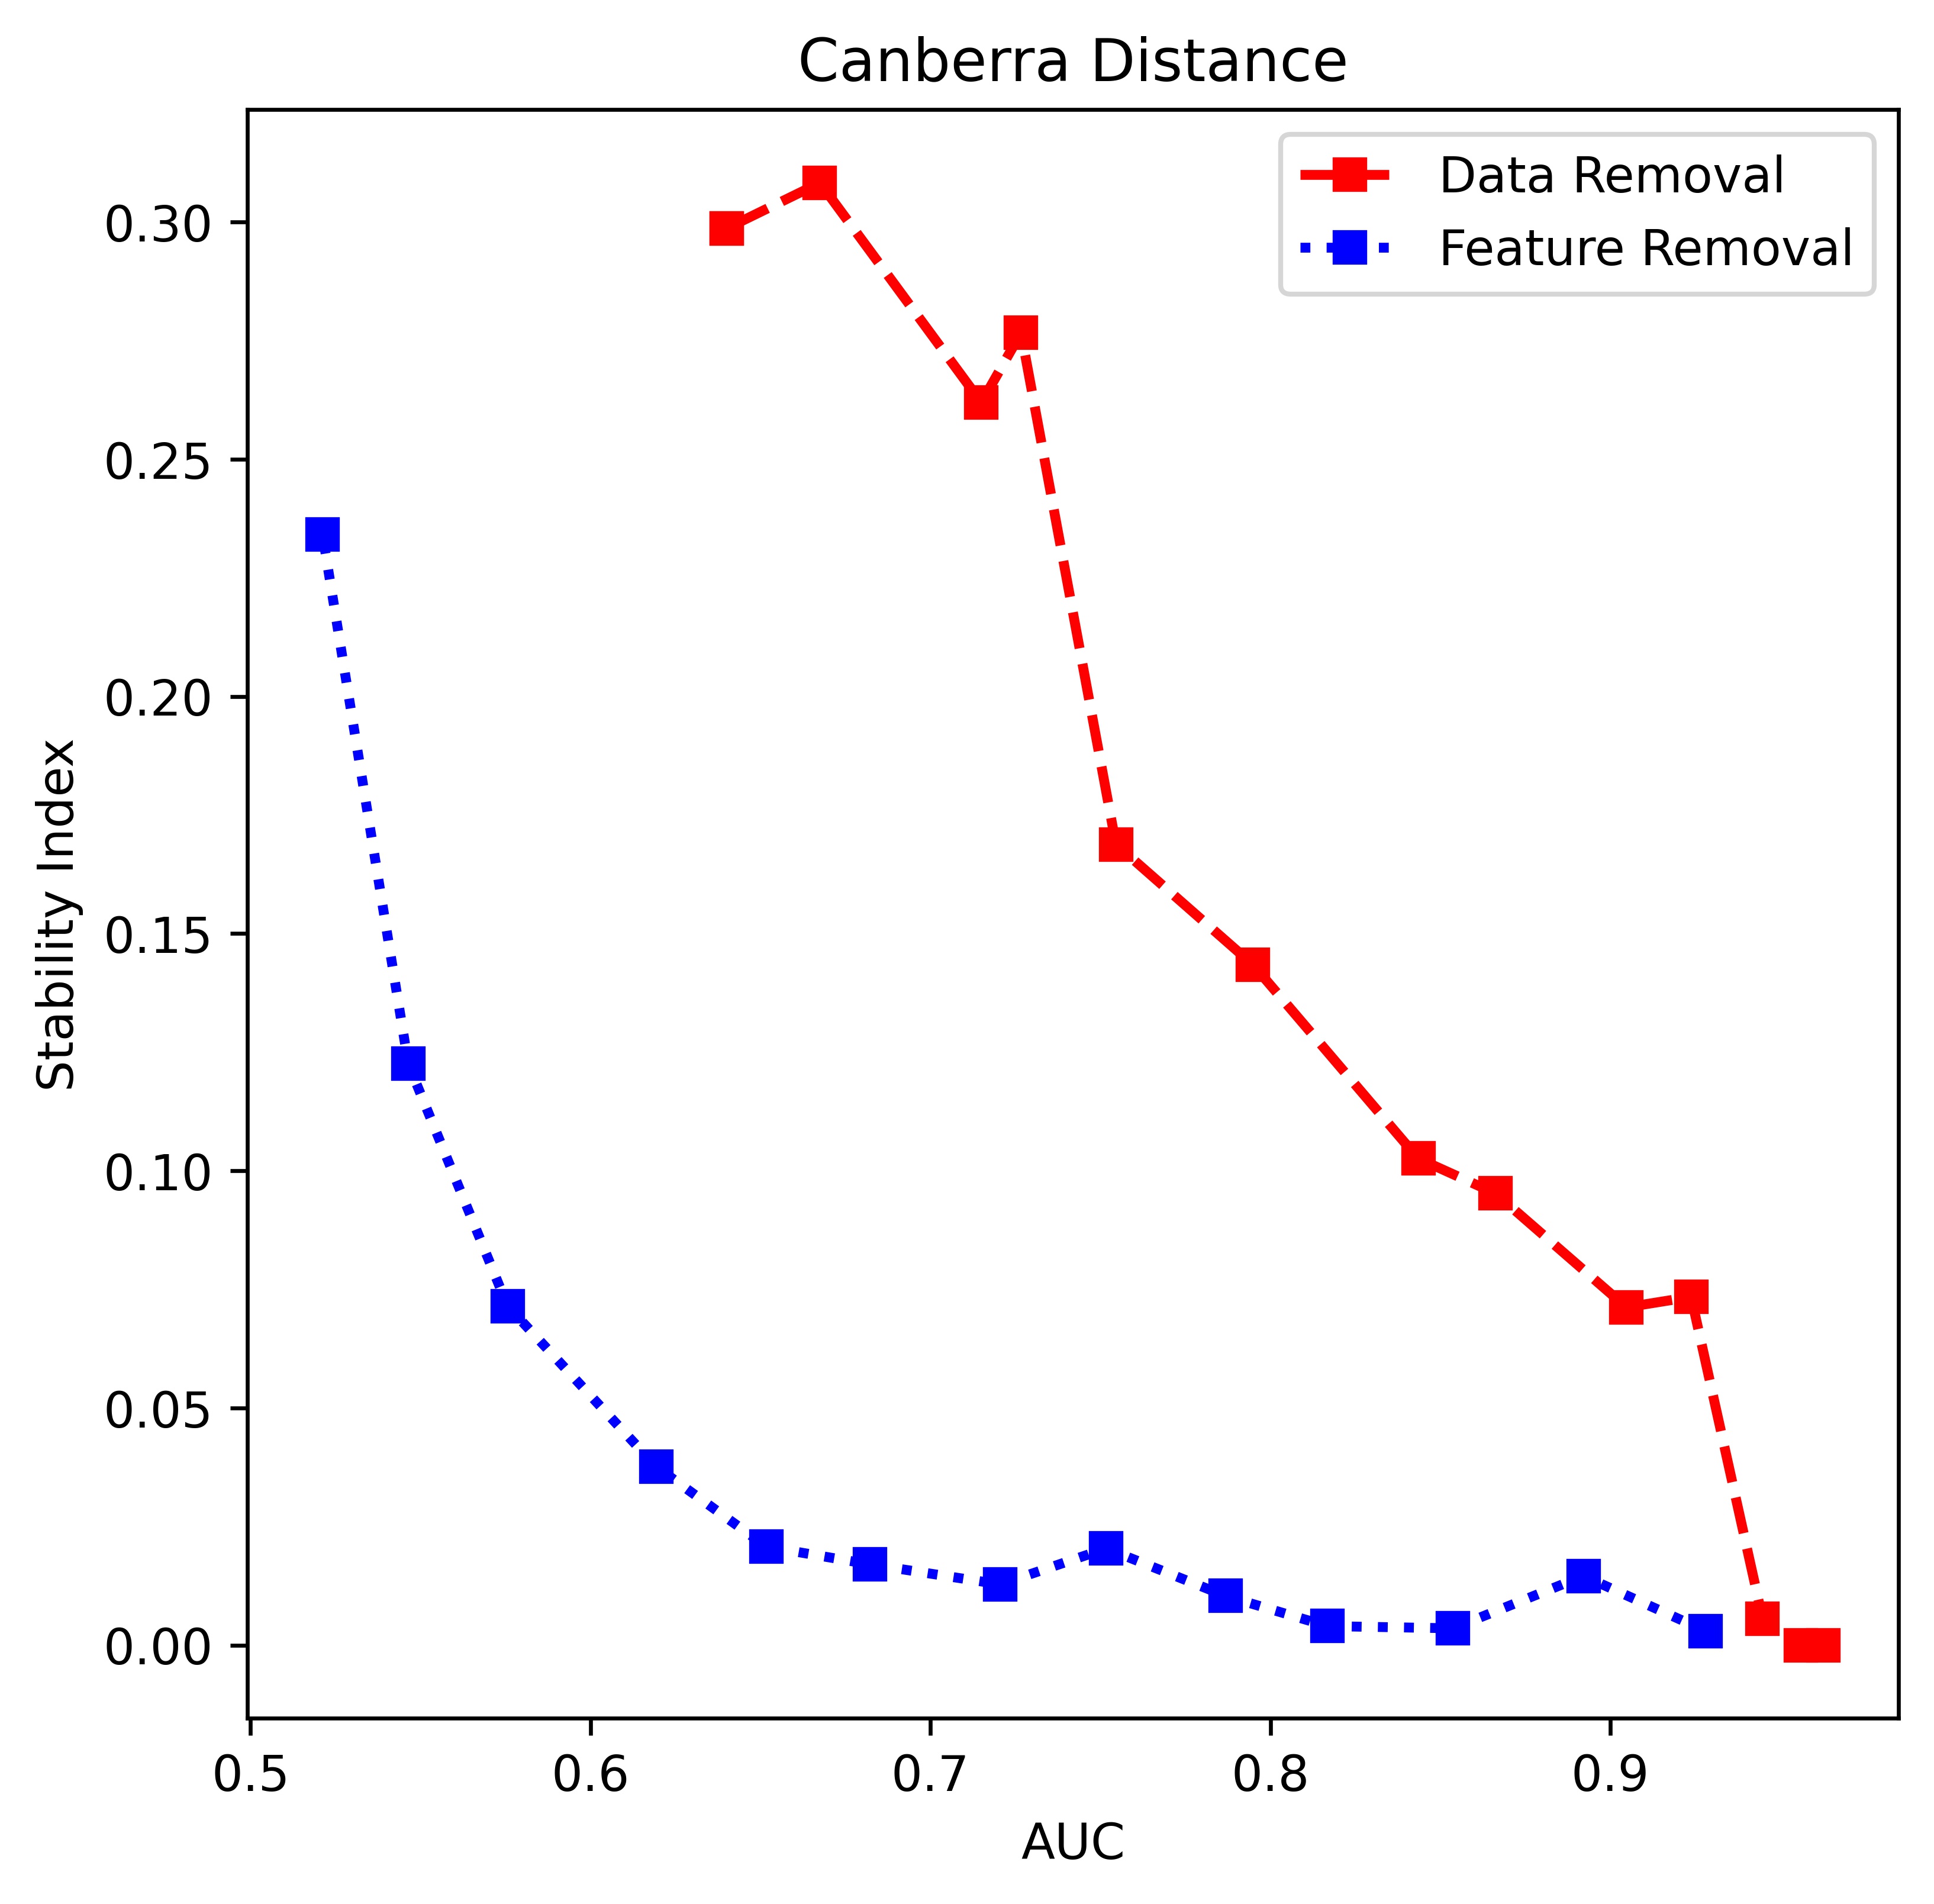 Canberra Distance
Data Removal
Feature Removal
0.30
0.25
0.20
0.15
0.10
0.05
0.00
Stability Index
0.5 0.6 0.7 0.8 0.9
AUC